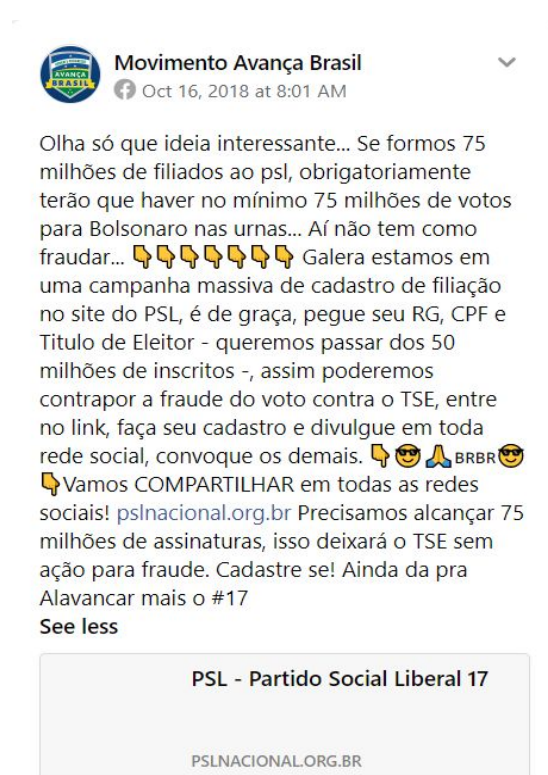 AVANÇA
BRASIL
Movimento Avança Brasil
Oct 16, 2018 at 8:01 AM
Olha só que ideia interessante... Se formos 75
milhões de filiados ao psl, obrigatoriamente
terão que haver no mínimo 75 milhões de votos
para Bolsonaro nas urnas... Aí não tem como
fraudar... 👇👇👇👇👇👇👇 Galera estamos em
uma campanha massiva de cadastro de filiação
no site do PSL, é de graça, pegue seu RG, CPF e
Titulo de Eleitor - queremos passar dos 50
milhões de inscritos -, assim poderemos
contrapor a fraude do voto contra o TSE, entre
no link, faça seu cadastro e divulgue em toda
rede social, convoque os demais. 👇😎🙏BRBR😎
👇Vamos COMPARTILHAR em todas as redes
sociais! pslnacional.org.br Precisamos alcançar 75
milhões de assinaturas, isso deixará o TSE sem
ação para fraude. Cadastre se! Ainda da pra
Alavancar mais o #17
See less
PSL - Partido Social Liberal 17
PSLNACIONAL.ORG.BR